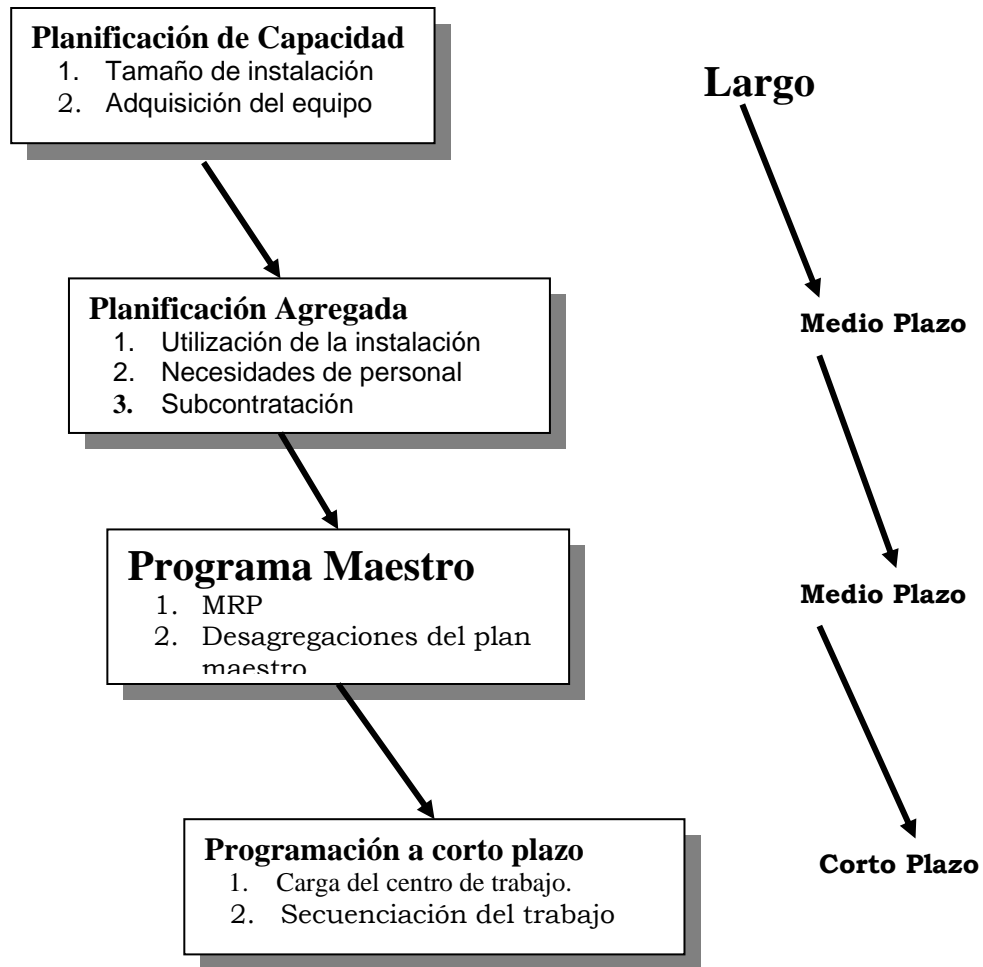 Planificación de Capacidad
1. Tamaño de instalación
2. Adquisición del equipo
Largo
Planificación Agregada
1. Utilización de la instalación
2. Necesidades de personal
3. Subcontratación
Medio Plazo
Programa Maestro
1. MRP
2. Desagregaciones del plan
maestro
Medio Plazo
Programación a corto plazo
1. Carga del centro de trabajo.
2. Secuenciación del trabajo
Corto Plazo